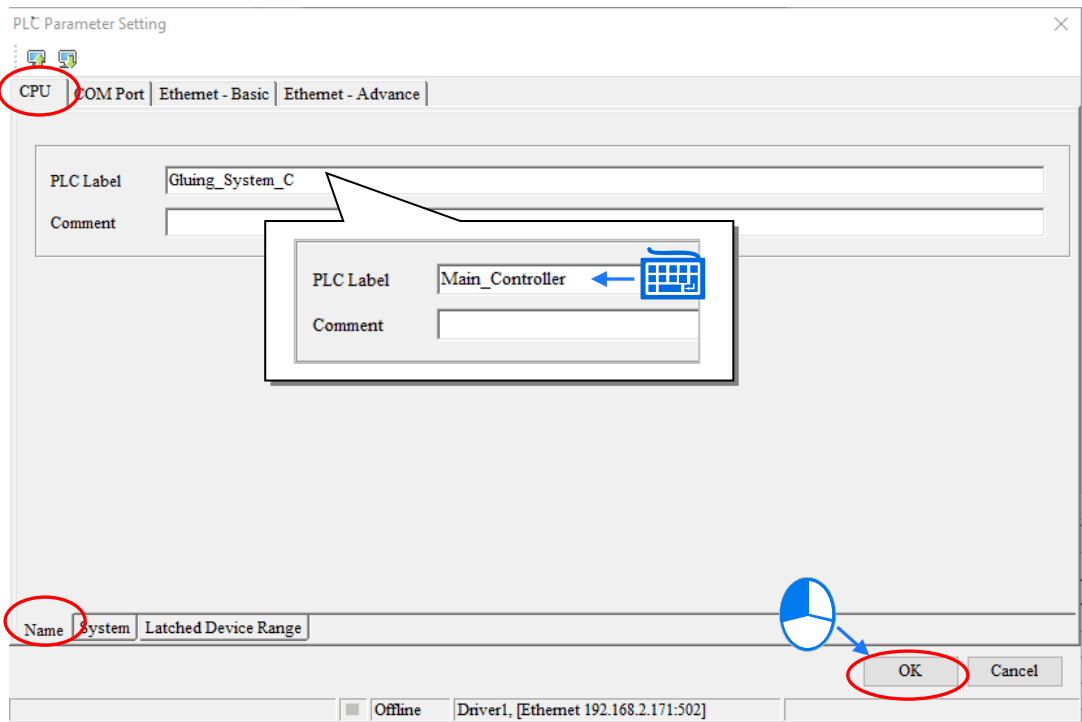 PLC Parameter Setting
CPU COM Port Ethernet - Basic Ethernet - Advance
PLC Label Gluing_System_C
Comment
PLC Label Main_Controller
Comment
Name System Latched Device Range
OK Cancel
Offline Driver1, [Ethernet 192.168.2.171:502]